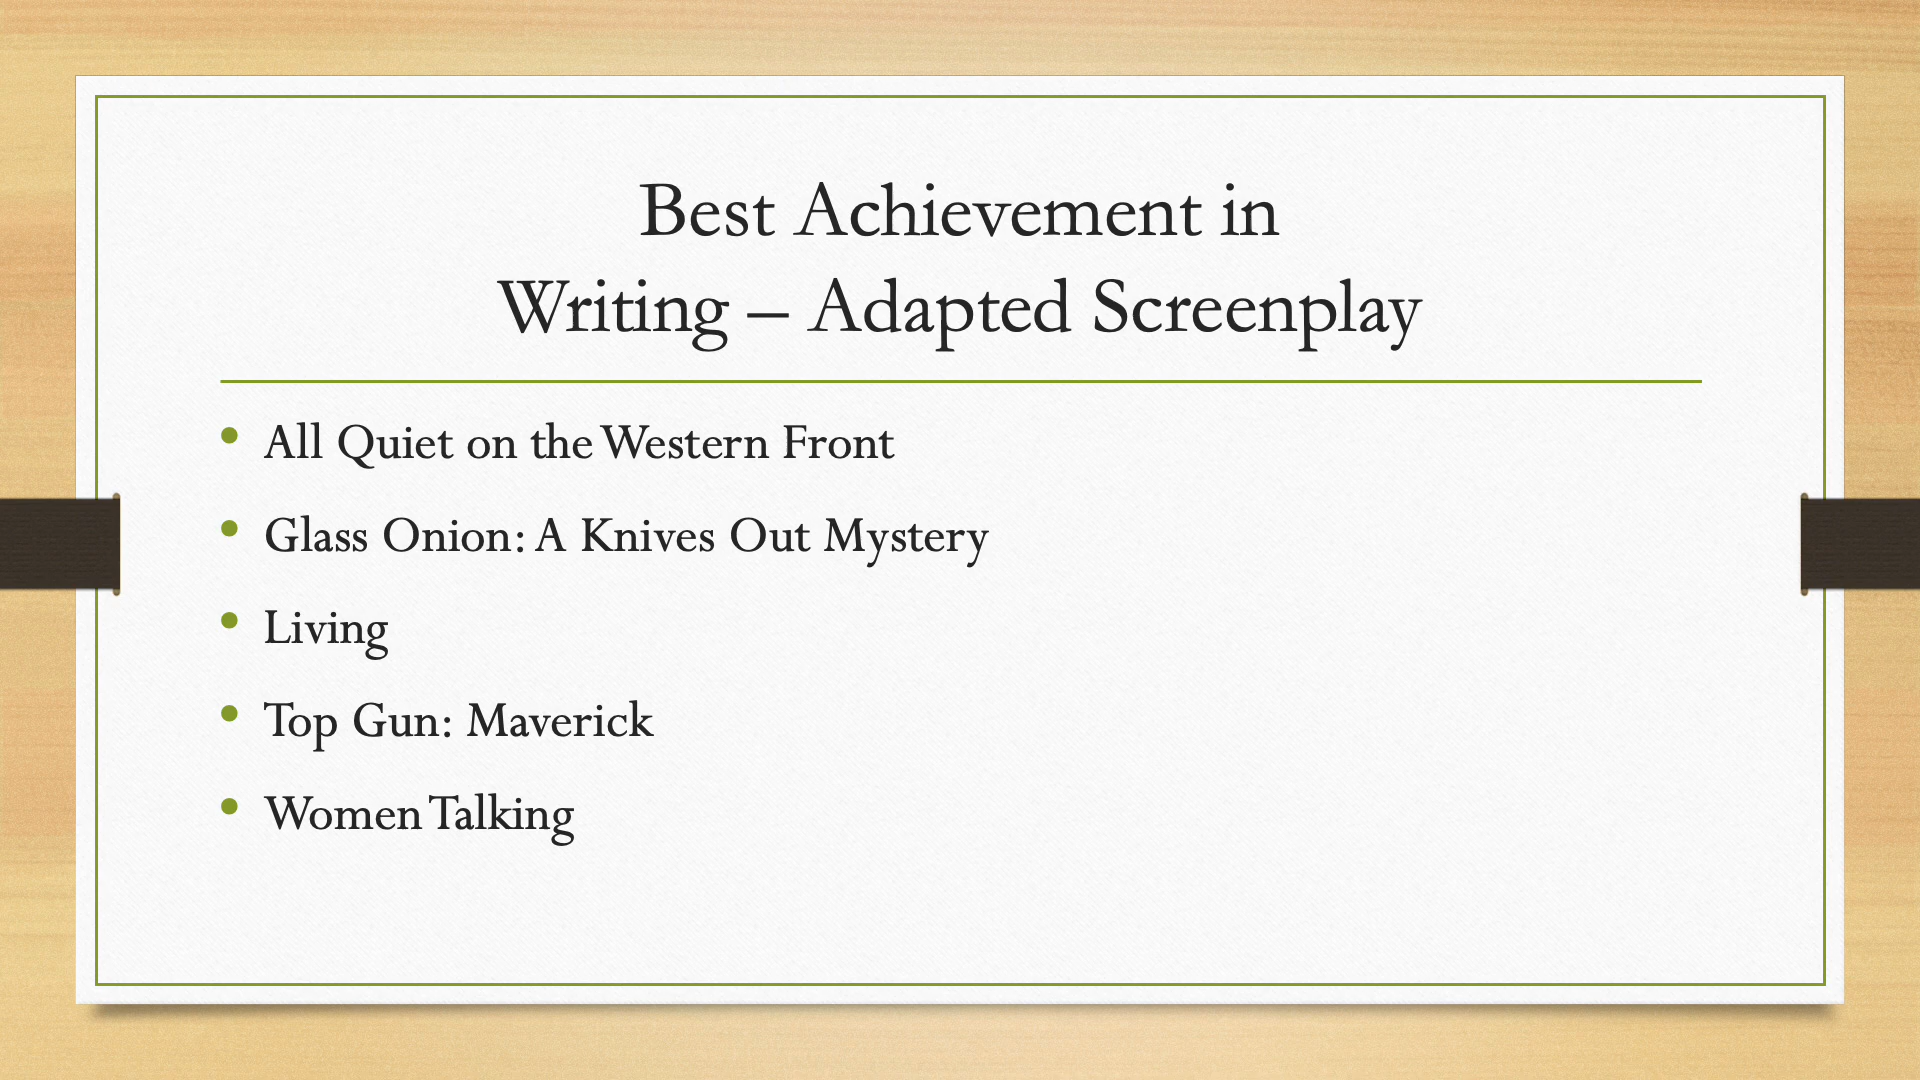 Best Achievement in
Writing – Adapted Screenplay
All Quiet on the Western Front
Glass Onion: A Knives Out Mystery
Living
Top Gun: Maverick
Women Talking